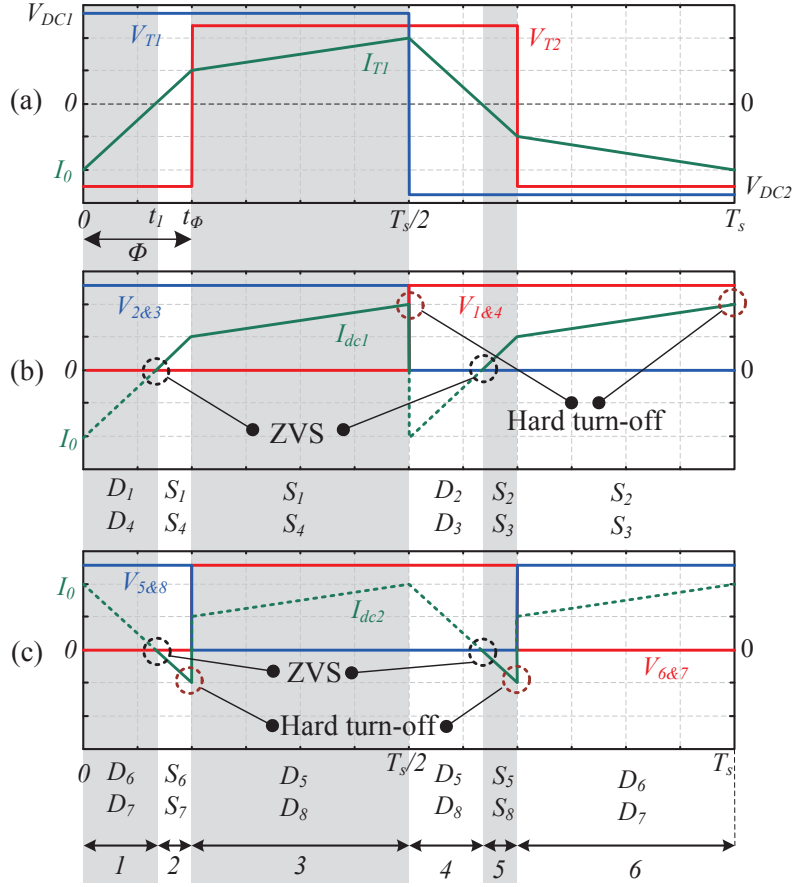 V_DC1
V_T1
V_T2
I_T1
(a)
0
0
I_0
V_DC2
0
t_1
t_Φ
T_s/2
T_s
Φ
V_2&3
V_1&4
I_dc1
(b)
0
ZVS
Hard turn-off
I_0
D_1 S_1 S_1 D_2 S_2 S_2
D_4 S_4 S_4 D_3 S_3 S_3
I_0
V_5&8
I_dc2
(c)
0
0
ZVS
V_6&7
Hard turn-off
0
T_s/2
T_s
D_6 S_6 D_5 D_5 S_5 D_6
D_7 S_7 D_8 D_8 S_8 D_7
1 2 3 4 5 6